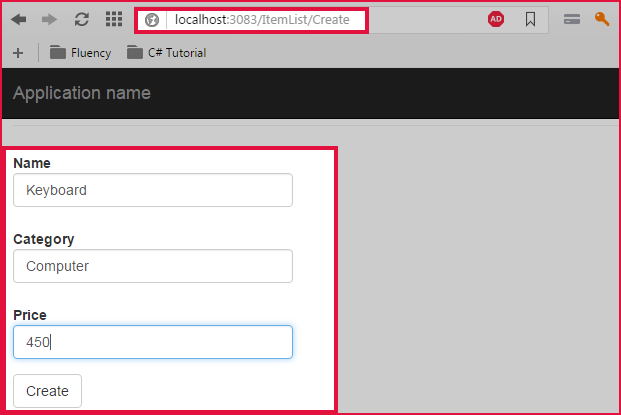 localhost:3083/ItemList/Create
AD
+ Fluency C# Tutorial
Application name
Name
Keyboard
Category
Computer
Price
450
Create